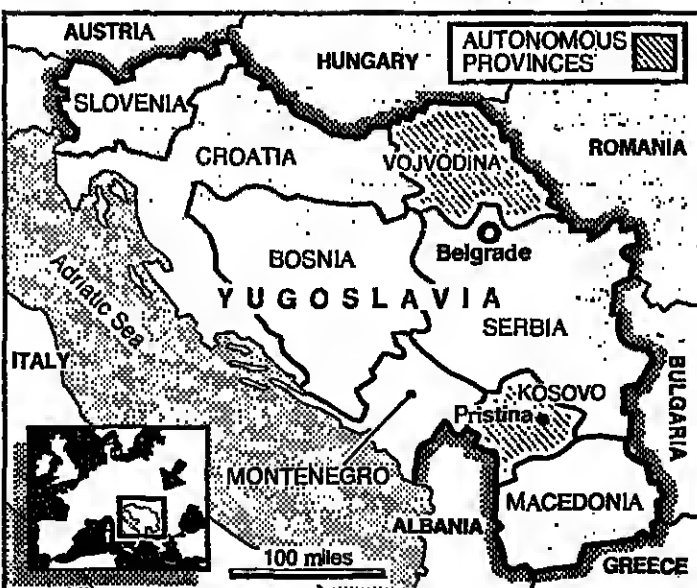 AUSTRIA
HUNGARY
AUTONOMOUS
PROVINCES
SLOVENIA
CROATIA
VOJVODINA
ROMANIA
Adriatic Sea
BOSNIA
Belgrade
YUGOSLAVIA
SERBIA
ITALY
BULGARIA
KOSOVO
Pristina
MONTENEGRO
MACEDONIA
ALBANIA
100 miles
GREECE